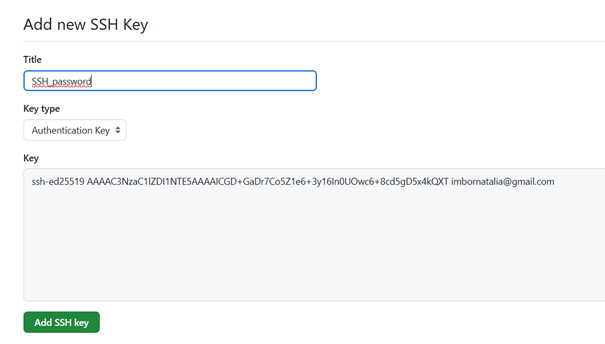 Add new SSH Key
Title
SSH_password
Key type
Authentication Key
Key
ssh-ed25519 AAAAC3NzaC1lZDI1NTE5AAAAICGD+GaDr7Co5Z1e6+3y16In0UOwc6+8cd5gD5x4kQXT imbornatalia@gmail.com
Add SSH key